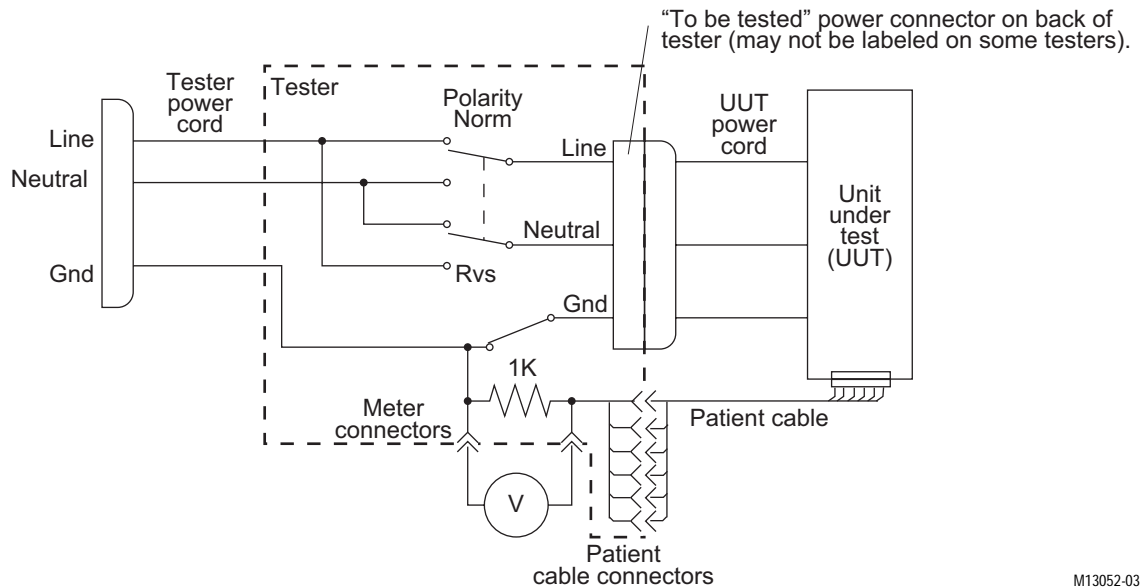 “To be tested” power connector on back of
tester (may not be labeled on some testers).
Tester
power
cord
Tester
Polarity
Norm
UUT
power
cord
Line
Line
Neutral
Neutral
Unit
under
test
(UUT)
Gnd
Rvs
Gnd
1K
Meter
connectors
Patient cable
V
Patient
cable connectors
M13052-03